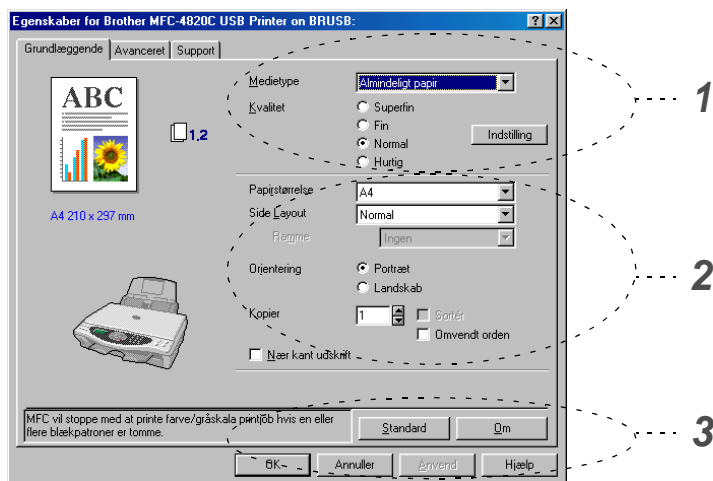 Egenskaber for Brother MFC-4820C USB Printer on BRUSB:
Grundlæggende Avanceret Support
ABC
1,2
A4 210 x 297 mm
Medietype Almindeligt papir
Kvalitet Superfin
Fin
Normal
Hurtig
Indstilling
1
Papirstørrelse A4
Side Layout Normal
Ramme Ingen
Orientering Portræt
Landskab
Kopier 1 Sortér
Omvendt orden
Nær kant udskrift
2
MFC vil stoppe med at printe farve/gråskala printjob hvis en eller
flere blækpatroner er tomme.
Standard Om
3
OK Annuller Anvend Hjælp